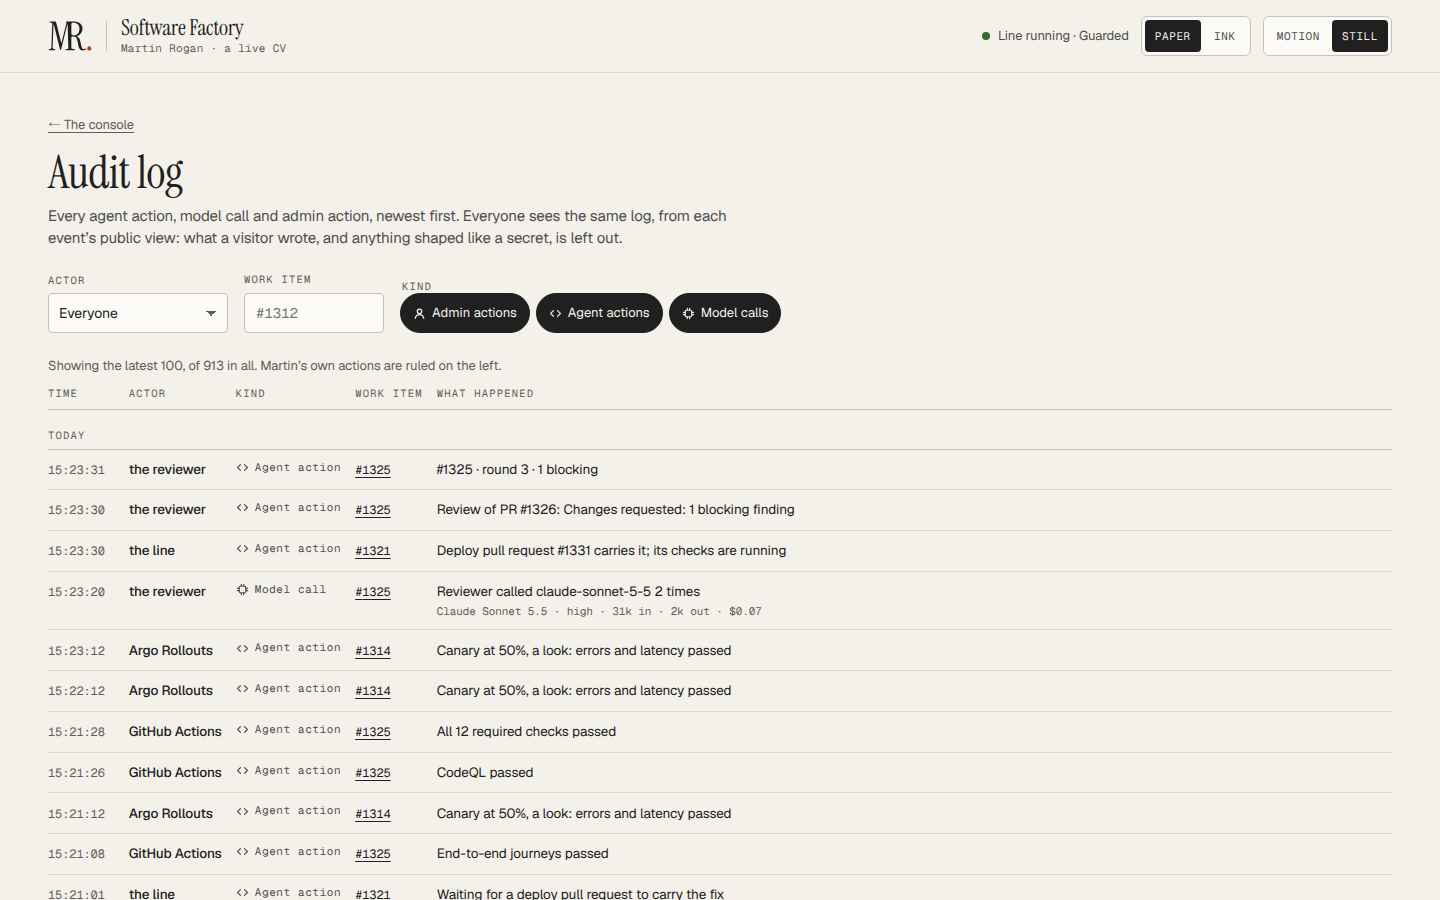 MR.
Software Factory
Martin Rogan · a live CV
Line running · Guarded
PAPER INK
MOTION STILL
← The console
Audit log
Every agent action, model call and admin action, newest first. Everyone sees the same log, from each
event's public view: what a visitor wrote, and anything shaped like a secret, is left out.
ACTOR WORK ITEM KIND
Everyone #1312 Admin actions Agent actions Model calls
Showing the latest 100, of 913 in all. Martin's own actions are ruled on the left.
TIME ACTOR KIND WORK ITEM WHAT HAPPENED
TODAY
15:23:31 the reviewer Agent action #1325 #1325 · round 3 · 1 blocking
15:23:30 the reviewer Agent action #1325 Review of PR #1326: Changes requested: 1 blocking finding
15:23:30 the line Agent action #1321 Deploy pull request #1331 carries it; its checks are running
15:23:20 the reviewer Model call #1325 Reviewer called claude-sonnet-5-5 2 times
Claude Sonnet 5.5 · high · 31k in · 2k out · $0.07
15:23:12 Argo Rollouts Agent action #1314 Canary at 50%, a look: errors and latency passed
15:22:12 Argo Rollouts Agent action #1314 Canary at 50%, a look: errors and latency passed
15:21:28 GitHub Actions Agent action #1325 All 12 required checks passed
15:21:26 GitHub Actions Agent action #1325 CodeQL passed
15:21:12 Argo Rollouts Agent action #1314 Canary at 50%, a look: errors and latency passed
15:21:08 GitHub Actions Agent action #1325 End-to-end journeys passed
15:21:01 the line Agent action #1321 Waiting for a deploy pull request to carry the fix